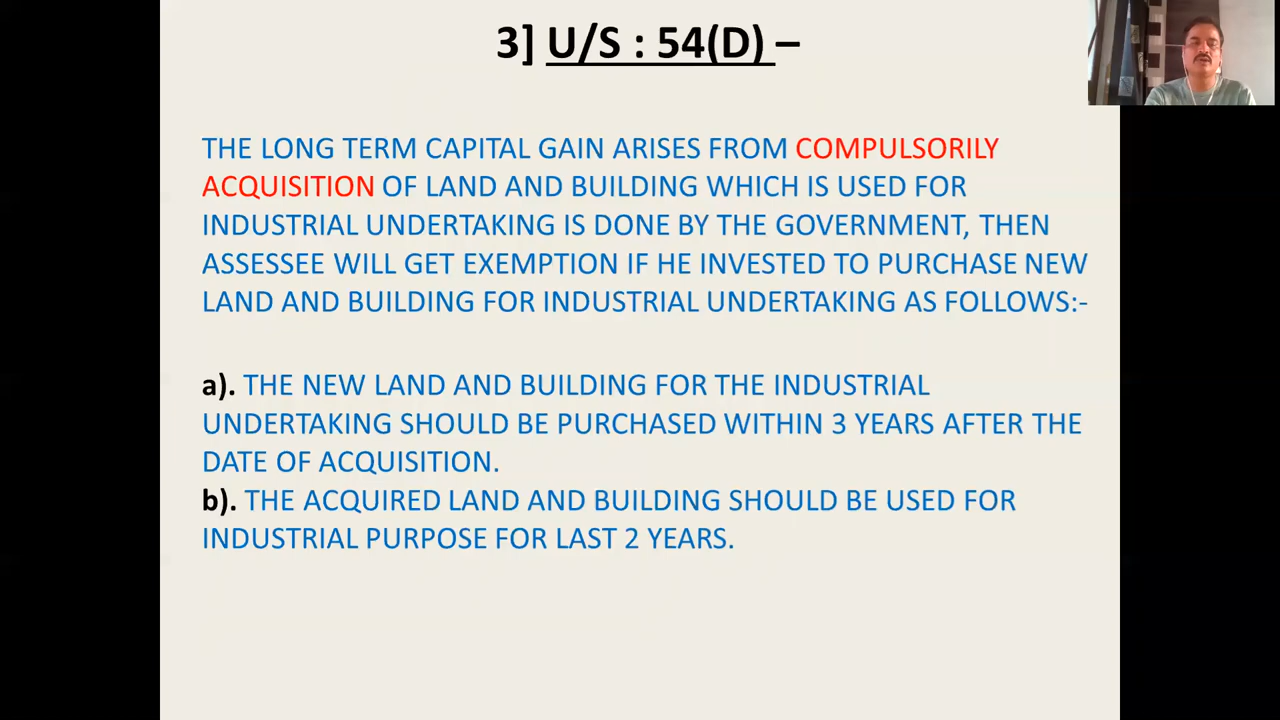 3] U/S : 54(D) –
THE LONG TERM CAPITAL GAIN ARISES FROM COMPULSORILY
ACQUISITION OF LAND AND BUILDING WHICH IS USED FOR
INDUSTRIAL UNDERTAKING IS DONE BY THE GOVERNMENT, THEN
ASSESSEE WILL GET EXEMPTION IF HE INVESTED TO PURCHASE NEW
LAND AND BUILDING FOR INDUSTRIAL UNDERTAKING AS FOLLOWS:-
a). THE NEW LAND AND BUILDING FOR THE INDUSTRIAL
UNDERTAKING SHOULD BE PURCHASED WITHIN 3 YEARS AFTER THE
DATE OF ACQUISITION.
b). THE ACQUIRED LAND AND BUILDING SHOULD BE USED FOR
INDUSTRIAL PURPOSE FOR LAST 2 YEARS.